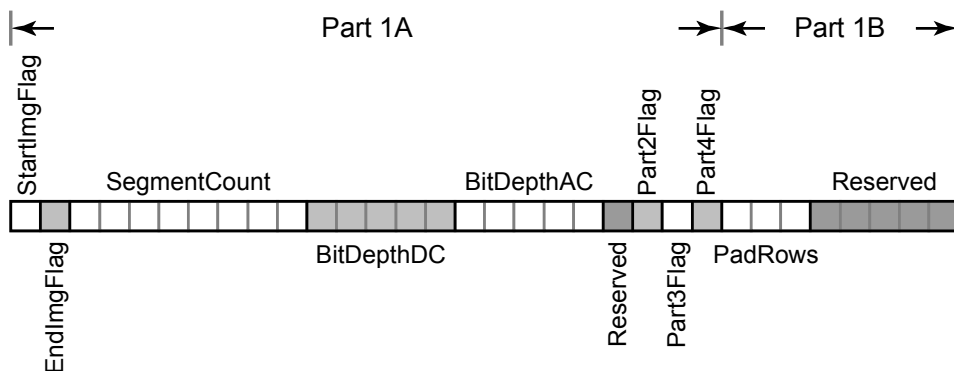 Part 1A
Part 1B
StartImgFlag
Part2Flag
Part4Flag
SegmentCount
BitDepthAC
Reserved
BitDepthDC
PadRows
EndImgFlag
Reserved
Part3Flag